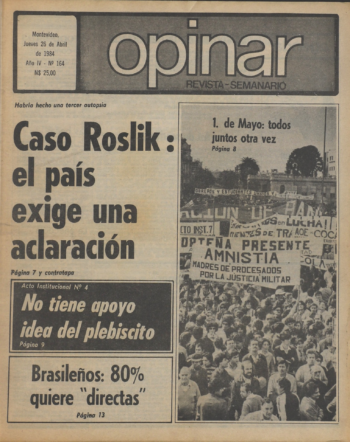 Montevideo,
Jueves 26 de Abril
de 1984
Año IV - Nº 164
N$ 25,00
opinar
REVISTA-SEMANARIO
Habría hecho una tercer autopsia
Caso Roslik:
el país
exige una
aclaración
Página 7 y contratapa
Acto Institucional Nº 4
No tiene apoyo
idea del plebiscito
Página 9
Brasileños: 80%
quiere "directas"
Página 13
1. de Mayo: todos
juntos otra vez
Página 8
LUCHA!
PORTEÑA PRESENTE
AMNISTIA
MADRES DE PROCESADOS
POR LA JUSTICIA MILITAR